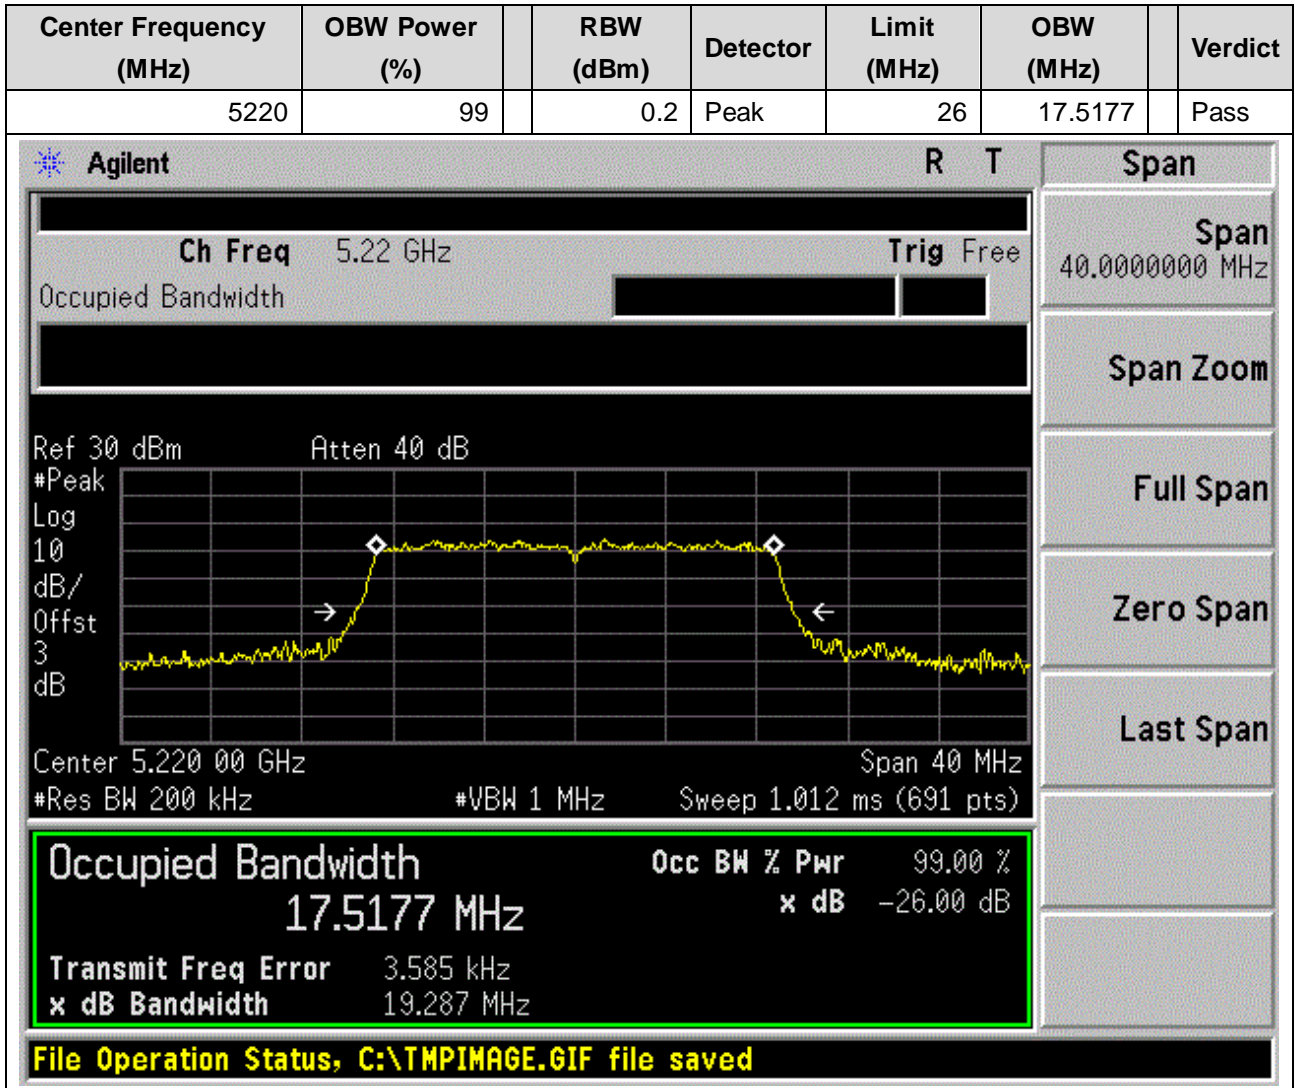 Center Frequency (MHz) OBW Power (%) RBW (dBm) Detector Limit (MHz) OBW (MHz) Verdict
5220 99 0.2 Peak 26 17.5177 Pass
Agilent R T Span
Ch Freq 5.22 GHz Trig Free
Occupied Bandwidth
Span
40.0000000 MHz
Span Zoom
Full Span
Zero Span
Last Span
Ref 30 dBm Atten 40 dB
#Peak
Log
10
dB/
Offst
3
dB
Center 5.220 00 GHz Span 40 MHz
#Res BW 200 kHz #VBW 1 MHz Sweep 1.012 ms (691 pts)
Occupied Bandwidth Occ BW % Pwr 99.00 %
17.5177 MHz x dB -26.00 dB
Transmit Freq Error 3.585 kHz
x dB Bandwidth 19.287 MHz
File Operation Status, C:\TMPIMAGE.GIF file saved